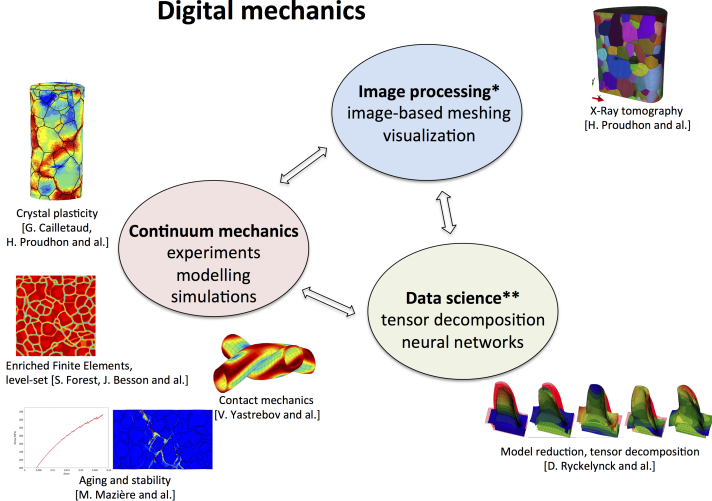 Digital mechanics
Image processing*
image-based meshing
visualization
X-Ray tomography
[H. Proudhon and al.]
Crystal plasticity
[G. Cailletaud,
H. Proudhon and al.]
Continuum mechanics
experiments
modelling
simulations
Data science**
tensor decomposition
neural networks
Enriched Finite Elements,
level-set [S. Forest, J. Besson and al.]
Contact mechanics
[V. Yastrebov and al.]
Model reduction, tensor decomposition
[D. Ryckelynck and al.]
Aging and stability
[M. Mazière and al.]